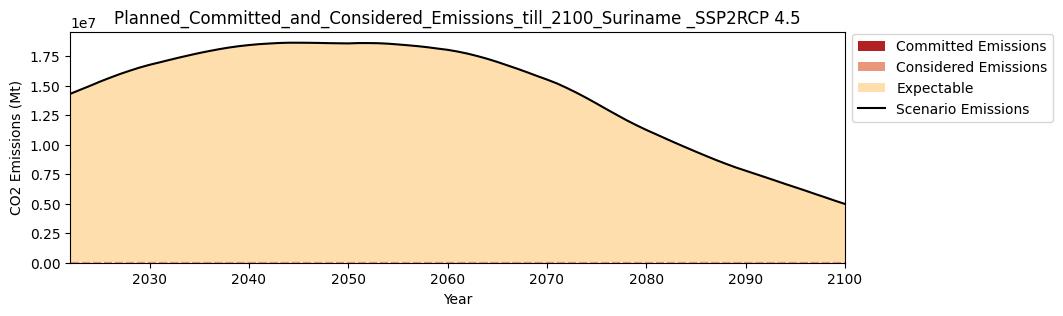 Planned_Committed_and_Considered_Emissions_till_2100_Suriname _SSP2RCP 4.5
1e7
1.75
1.50
1.25
1.00
0.75
0.50
0.25
0.00
CO2 Emissions (Mt)
2030 2040 2050 2060 2070 2080 2090 2100
Year
Committed Emissions
Considered Emissions
Expectable
Scenario Emissions